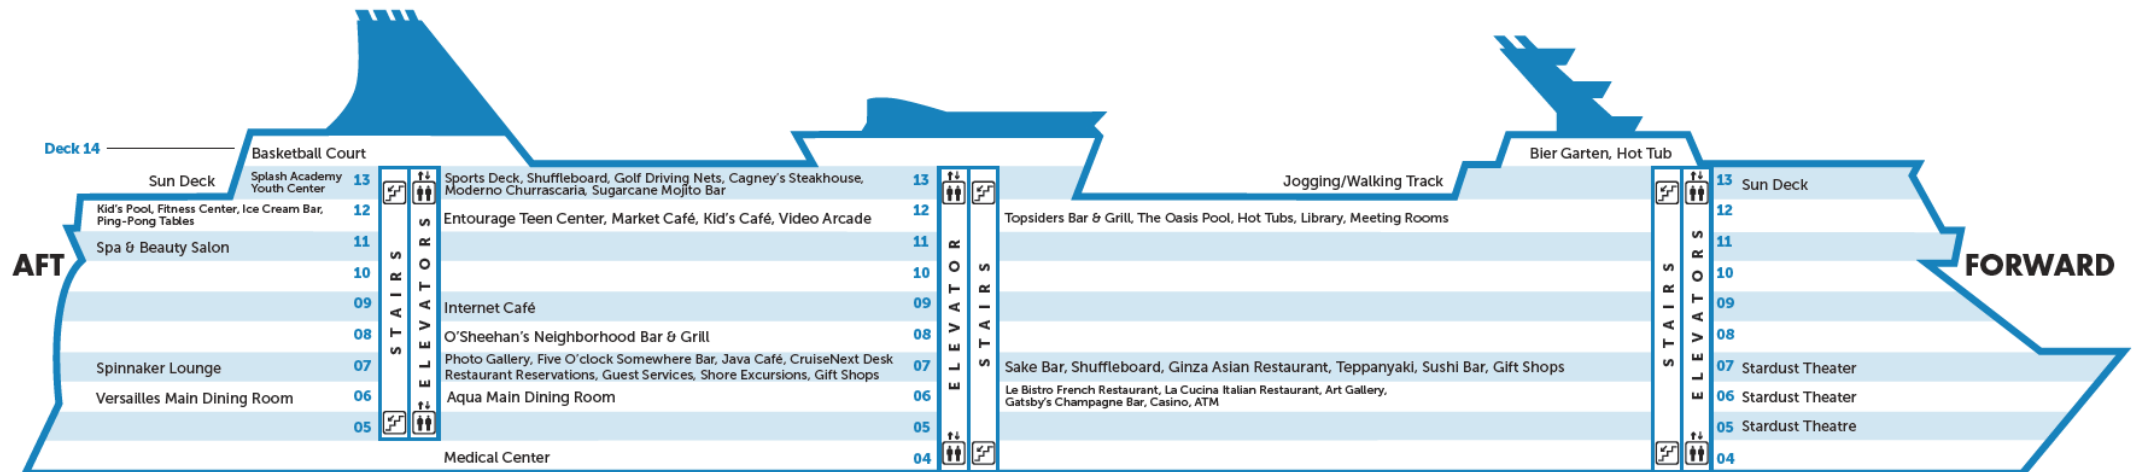 Deck 14
Basketball Court
Bier Garten, Hot Tub
Sun Deck
Splash Academy
Youth Center
13
Sports Deck, Shuffleboard, Golf Driving Nets, Cagney's Steakhouse,
Moderno Churrascaria, Sugarcane Mojito Bar
13
Jogging/Walking Track
13
Sun Deck
Kid's Pool, Fitness Center, Ice Cream Bar,
Ping-Pong Tables
12
Entourage Teen Center, Market Café, Kid's Café, Video Arcade
12
Topsiders Bar & Grill, The Oasis Pool, Hot Tubs, Library, Meeting Rooms
12
Spa & Beauty Salon
11
11
11
AFT
10
10
10
FORWARD
09
Internet Café
09
09
08
O'Sheehan's Neighborhood Bar & Grill
08
08
Spinnaker Lounge
07
Photo Gallery, Five O'clock Somewhere Bar, Java Café, CruiseNext Desk
Restaurant Reservations, Guest Services, Shore Excursions, Gift Shops
07
Sake Bar, Shuffleboard, Ginza Asian Restaurant, Teppanyaki, Sushi Bar, Gift Shops
07
Stardust Theater
Versailles Main Dining Room
06
Aqua Main Dining Room
06
Le Bistro French Restaurant, La Cucina Italian Restaurant, Art Gallery,
Gatsby's Champagne Bar, Casino, ATM
06
Stardust Theater
05
05
05
Stardust Theatre
Medical Center
04
04
STAIRS
ELEVATORS
ELEVATOR
STAIRS
STAIRS
ELEVATORS